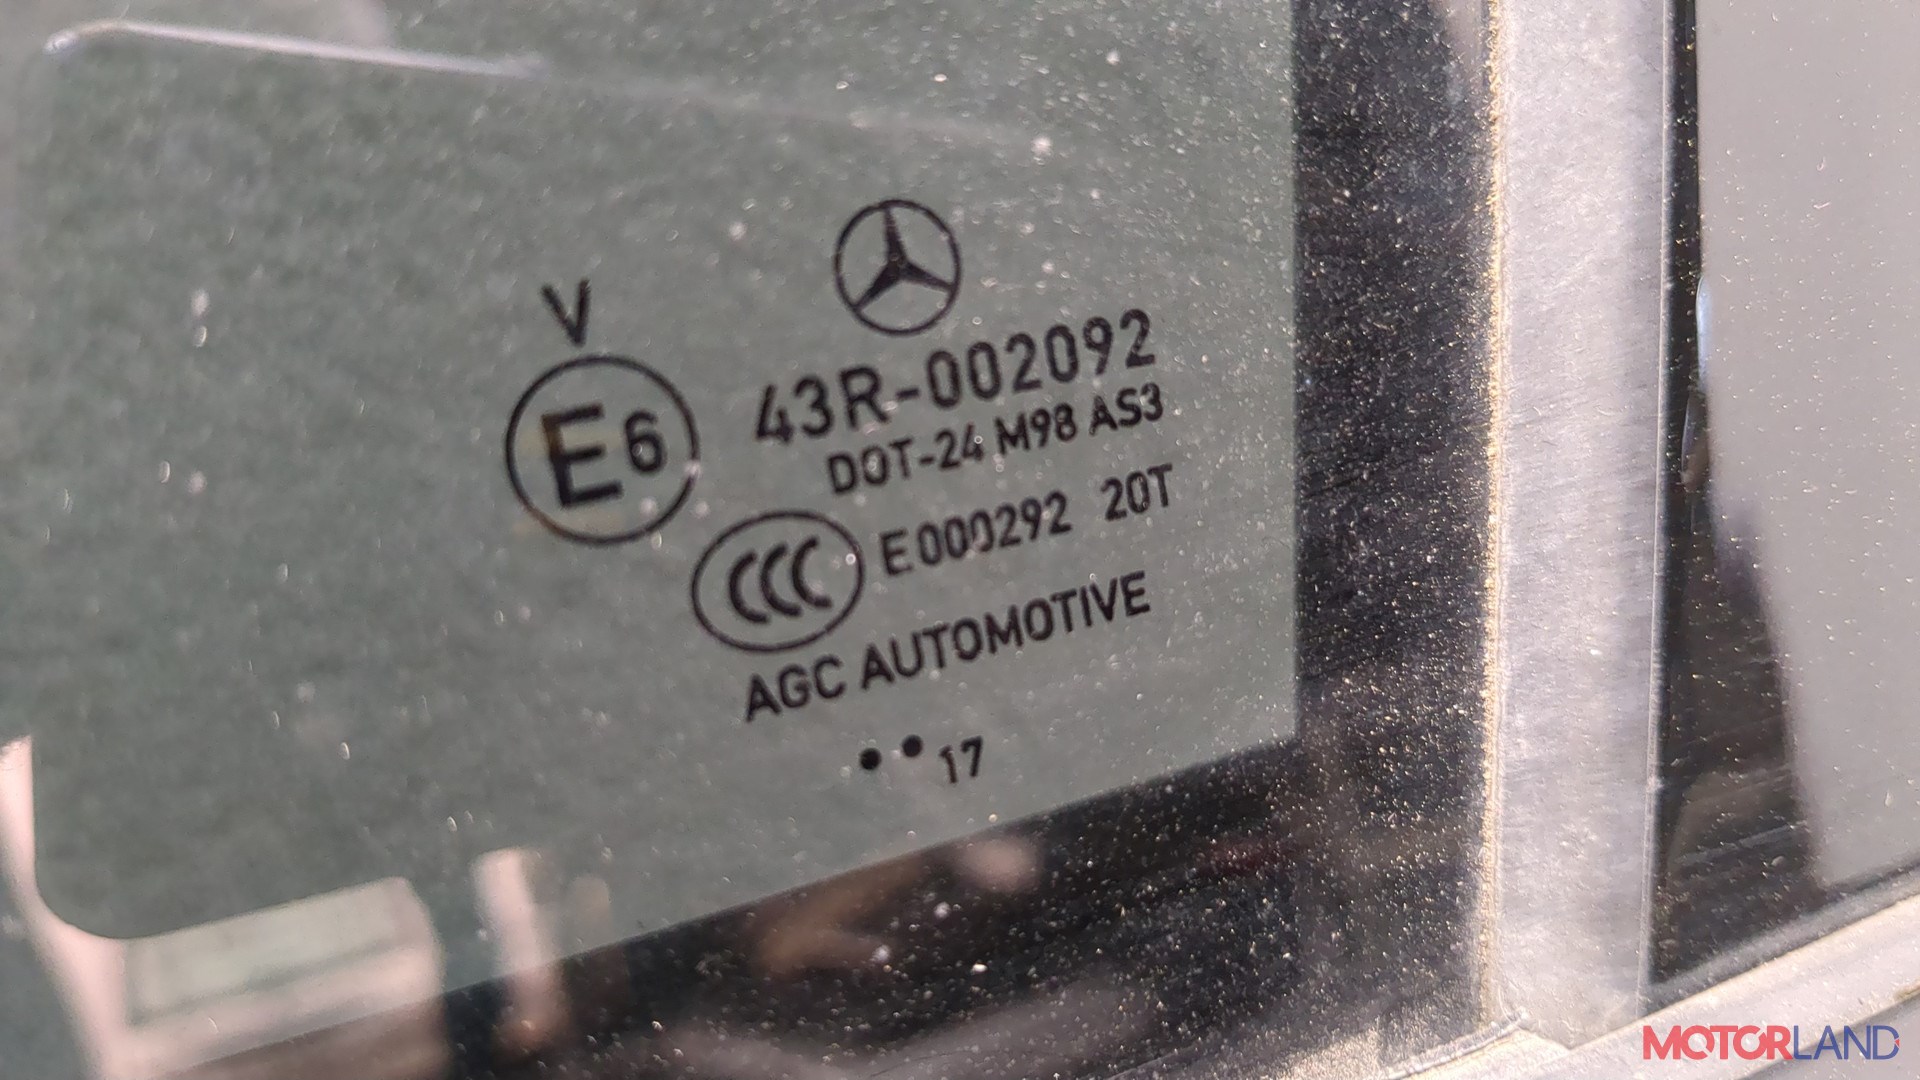 V
E6
43R-002092
DOT-24 M98 AS3
CCC E000292 20T
AGC AUTOMOTIVE
•• 17
MOTORLAND